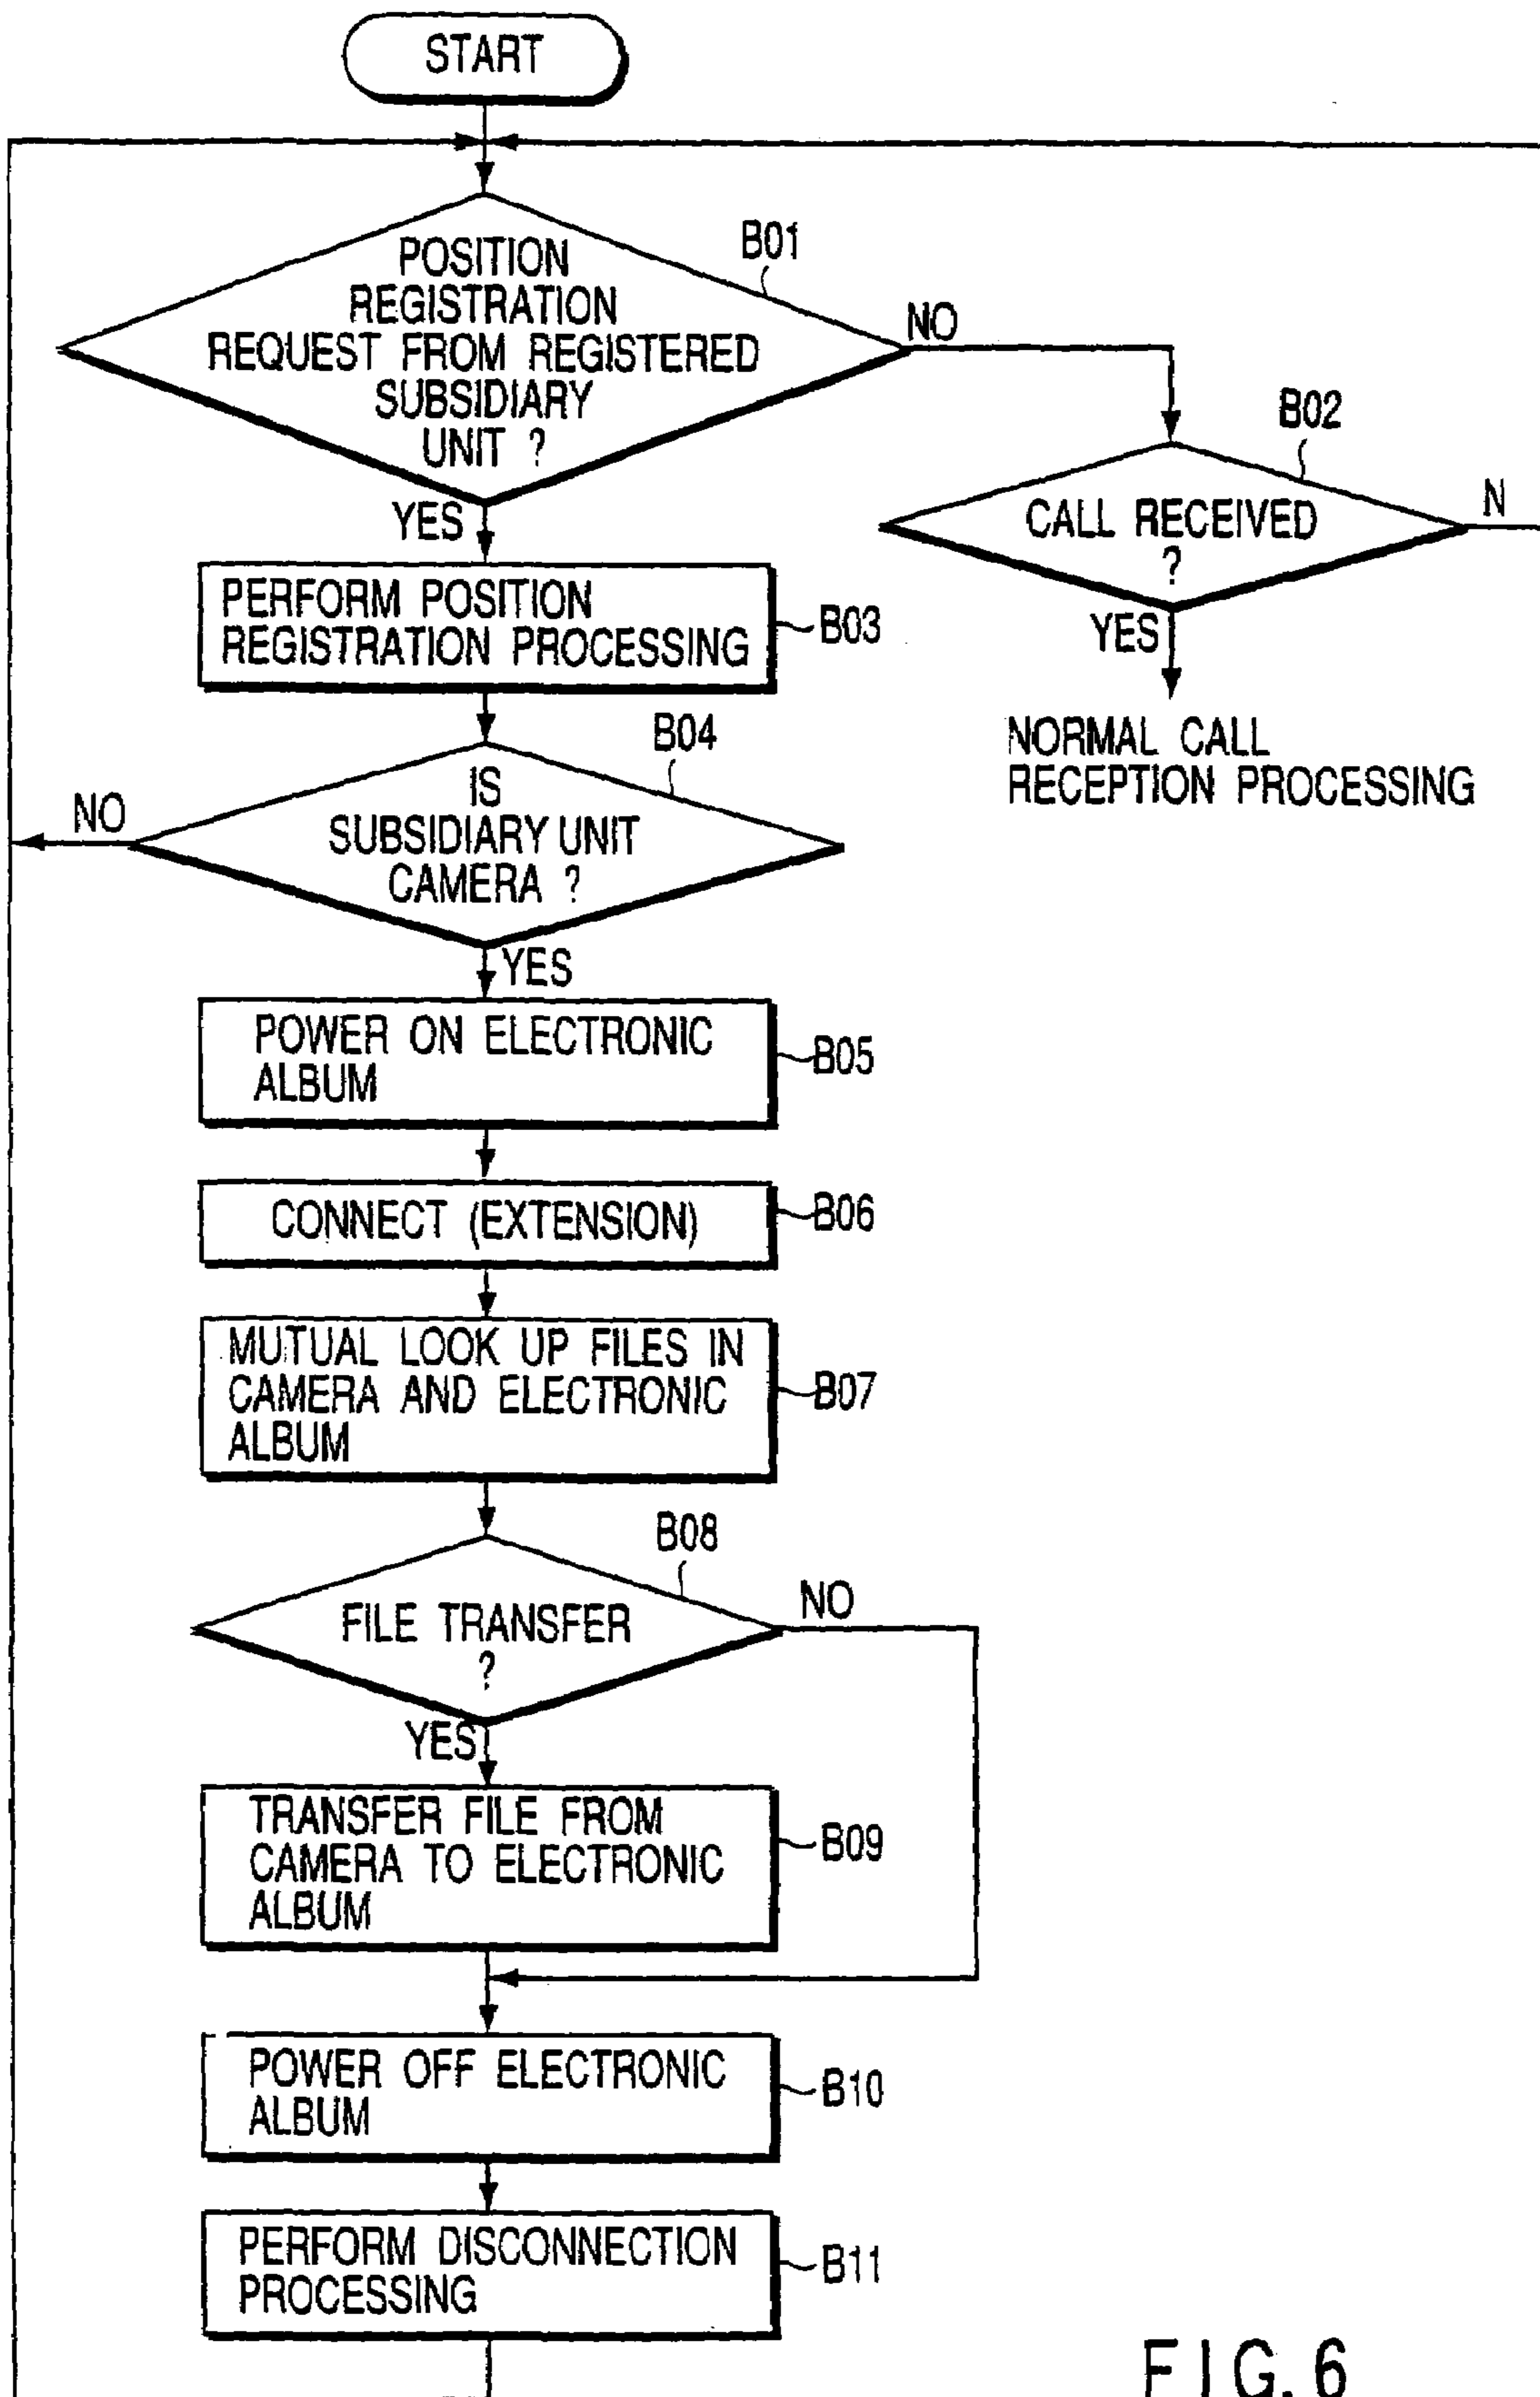 START
B01
POSITION
REGISTRATION
REQUEST FROM REGISTERED
SUBSIDIARY
UNIT ?
NO
YES
B02
CALL RECEIVED
?
N
YES
NORMAL CALL
RECEPTION PROCESSING
PERFORM POSITION
REGISTRATION PROCESSING
B03
B04
IS
SUBSIDIARY UNIT
CAMERA ?
NO
YES
POWER ON ELECTRONIC
ALBUM
B05
CONNECT (EXTENSION)
B06
MUTUAL LOOK UP FILES IN
CAMERA AND ELECTRONIC
ALBUM
B07
B08
FILE TRANSFER
?
NO
YES
TRANSFER FILE FROM
CAMERA TO ELECTRONIC
ALBUM
B09
POWER OFF ELECTRONIC
ALBUM
B10
PERFORM DISCONNECTION
PROCESSING
B11
FIG. 6